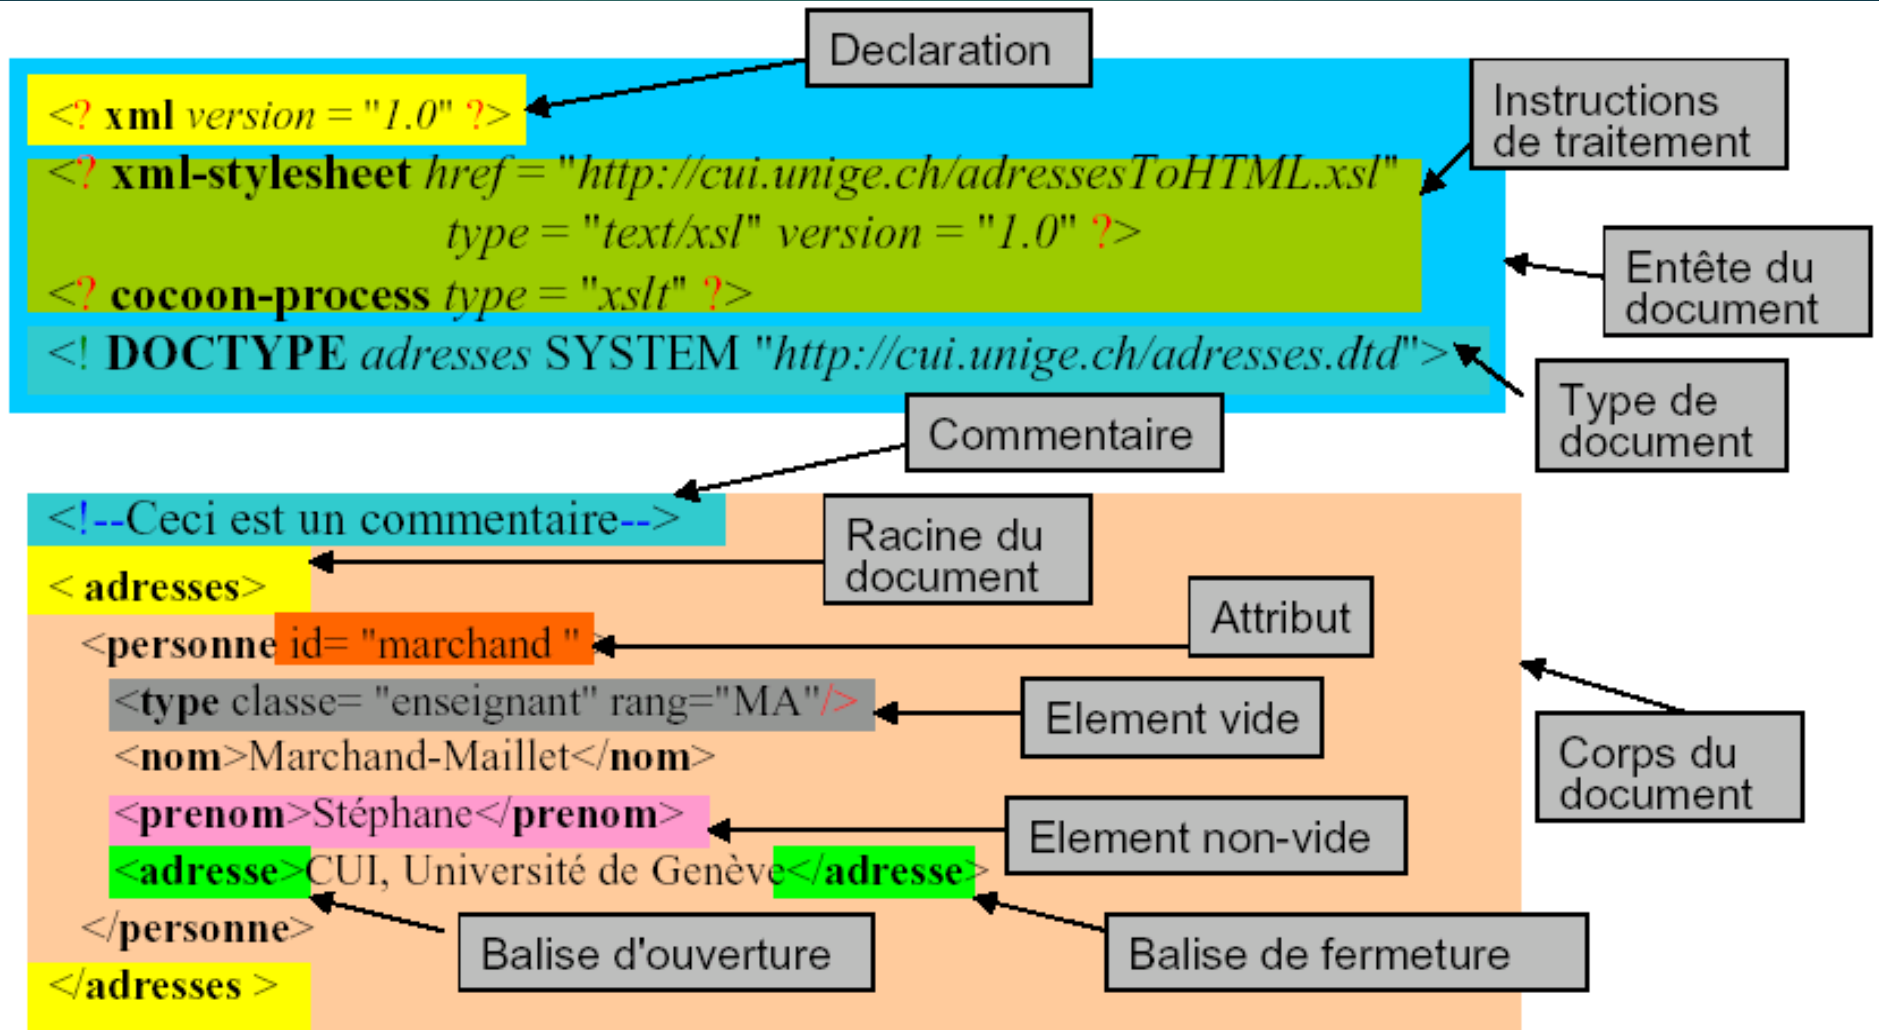 Declaration
<? xml version = "1.0" ?>
Instructions
de traitement
<? xml-stylesheet href = "http://cui.unige.ch/adressesToHTML.xsl"
type = "text/xsl" version = "1.0" ?>
Entête du
document
<? cocoon-process type = "xslt" ?>
<! DOCTYPE adresses SYSTEM "http://cui.unige.ch/adresses.dtd">
Type de
document
Commentaire
<!--Ceci est un commentaire-->
Racine du
document
< adresses>
Attribut
<personne id= "marchand " >
<type classe= "enseignant" rang="MA"/>
Element vide
<nom>Marchand-Maillet</nom>
Corps du
document
<prenom>Stéphane</prenom>
Element non-vide
<adresse>CUI, Université de Genève</adresse>
</personne>
Balise d'ouverture
Balise de fermeture
</adresses >